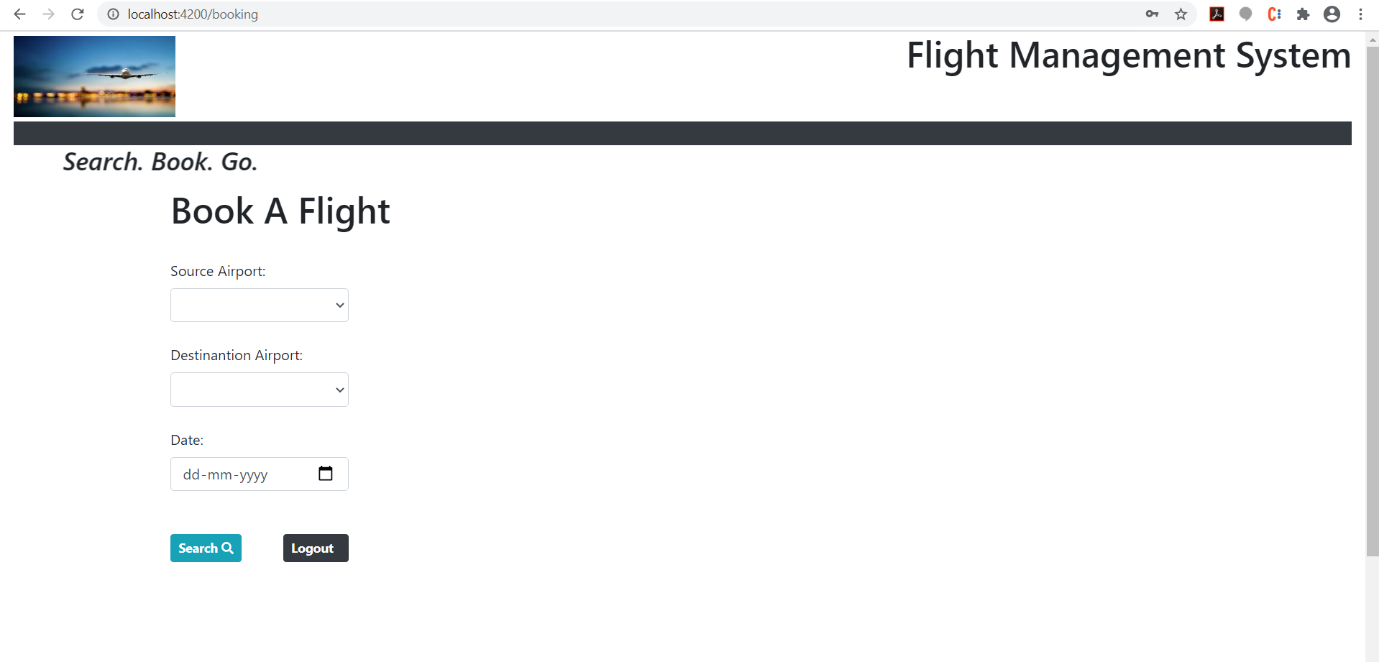 localhost:4200/booking
Flight Management System
Search. Book. Go.
Book A Flight
Source Airport:
Destinantion Airport:
Date:
dd-mm-yyyy
Search Logout